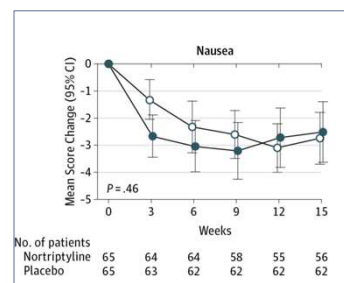 Nausea
Mean Score Change (95% CI)
0
-1
-2
-3
-4
-5
P = .46
0 3 6 9 12 15
Weeks
No. of patients
Nortriptyline 65 64 64 58 55 56
Placebo 65 63 62 62 62 62